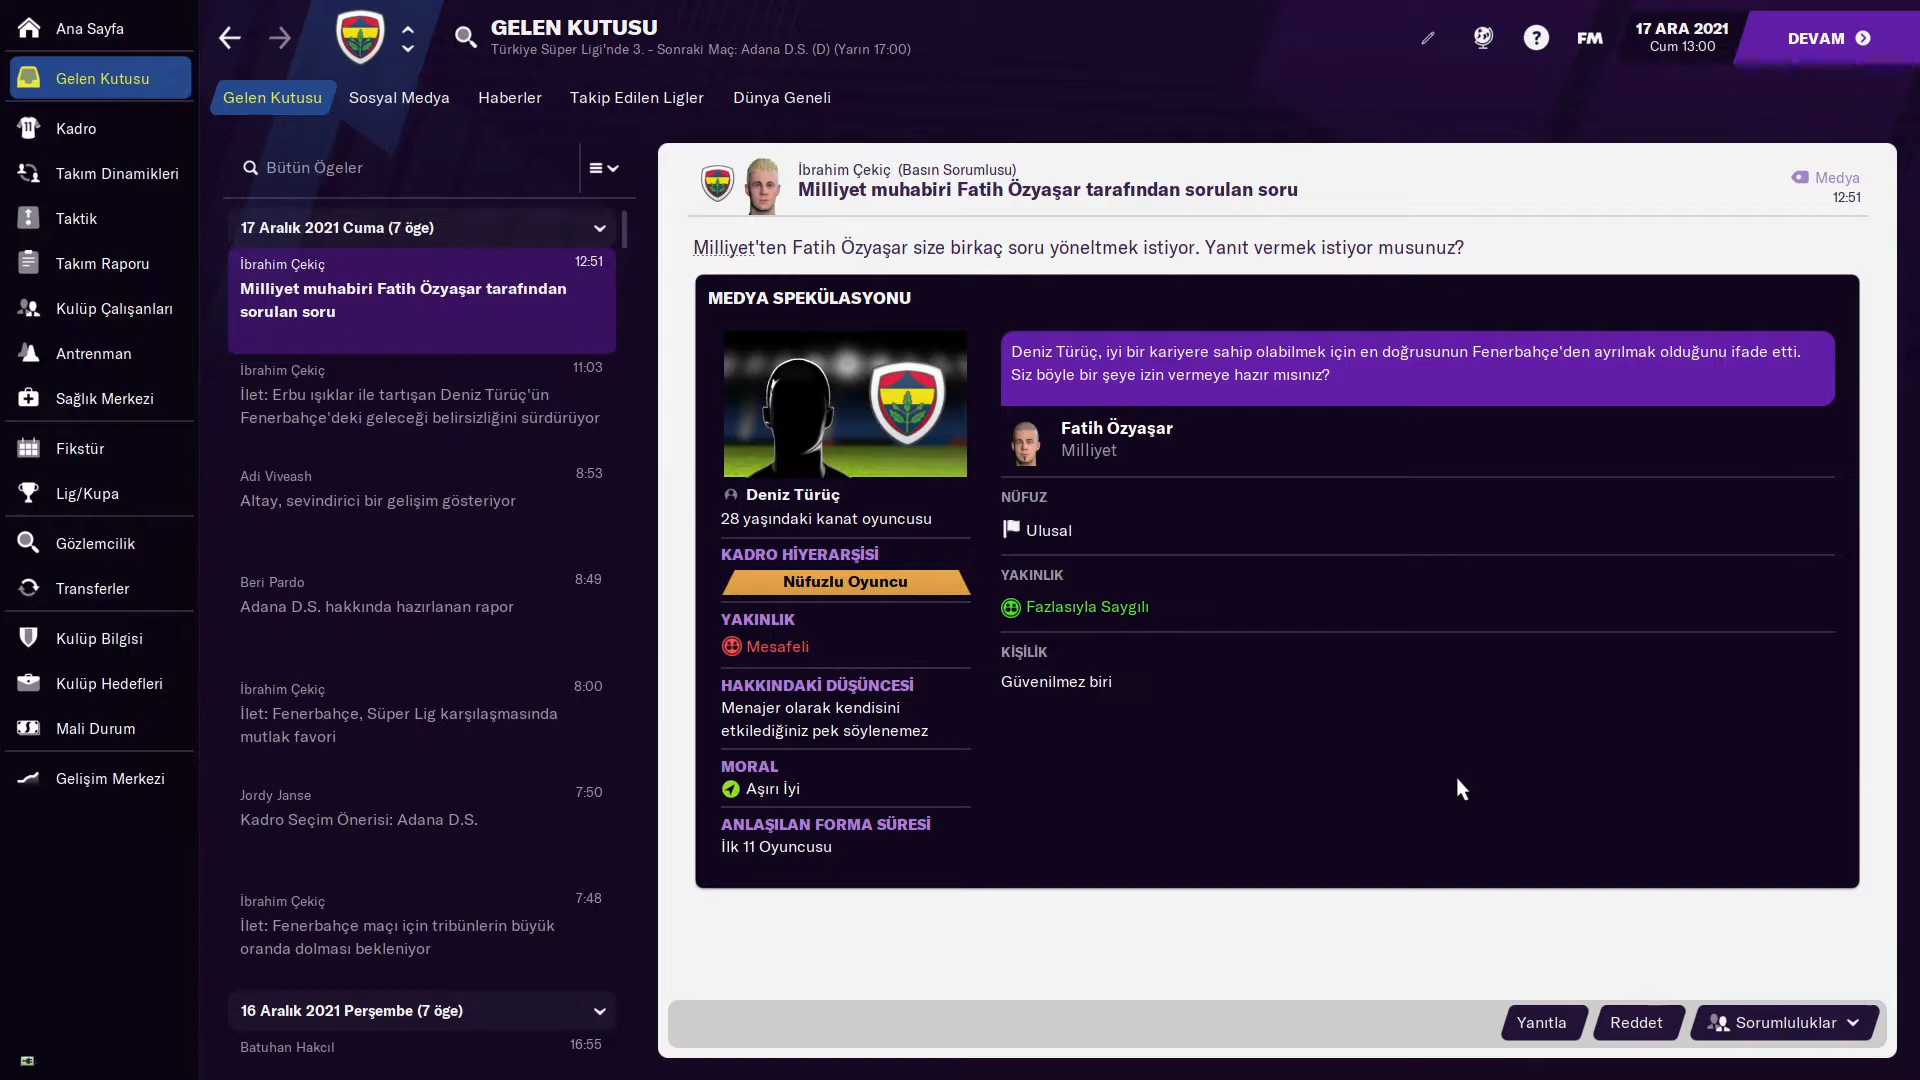 Ana Sayfa
Gelen Kutusu
Kadro
Takım Dinamikleri
Taktik
Takım Raporu
Kulüp Çalışanları
Antrenman
Sağlık Merkezi
Fikstür
Lig/Kupa
Gözlemcilik
Transferler
Kulüp Bilgisi
Kulüp Hedefleri
Mali Durum
Gelişim Merkezi
GELEN KUTUSU
Türkiye Süper Ligi'nde 3. - Sonraki Maç: Adana D.S. (D) (Yarın 17:00)
FM
17 ARA 2021
Cum 13:00
DEVAM
Gelen Kutusu Sosyal Medya Haberler Takip Edilen Ligler Dünya Geneli
Bütün Ögeler
17 Aralık 2021 Cuma (7 öge)
İbrahim Çekiç 12:51
Milliyet muhabiri Fatih Özyaşar tarafından
sorulan soru
İbrahim Çekiç 11:03
İlet: Erbu ışıklar ile tartışan Deniz Türüç'ün
Fenerbahçe'deki geleceği belirsizliğini sürdürüyor
Adi Viveash 8:53
Altay, sevindirici bir gelişim gösteriyor
Beri Pardo 8:49
Adana D.S. hakkında hazırlanan rapor
İbrahim Çekiç 8:00
İlet: Fenerbahçe, Süper Lig karşılaşmasında
mutlak favori
Jordy Janse 7:50
Kadro Seçim Önerisi: Adana D.S.
İbrahim Çekiç 7:48
İlet: Fenerbahçe maçı için tribünlerin büyük
oranda dolması bekleniyor
16 Aralık 2021 Perşembe (7 öge)
Batuhan Hakcıl 16:55
İbrahim Çekiç (Basın Sorumlusu)
Milliyet muhabiri Fatih Özyaşar tarafından sorulan soru
Medya
12:51
Milliyet'ten Fatih Özyaşar size birkaç soru yöneltmek istiyor. Yanıt vermek istiyor musunuz?
MEDYA SPEKÜLASYONU
Deniz Türüç
28 yaşındaki kanat oyuncusu
KADRO HİYERARŞİSİ
Nüfuzlu Oyuncu
YAKINLIK
Mesafeli
HAKKINDAKİ DÜŞÜNCESİ
Menajer olarak kendisini
etkilediğiniz pek söylenemez
MORAL
Aşırı İyi
ANLAŞILAN FORMA SÜRESİ
İlk 11 Oyuncusu
Deniz Türüç, iyi bir kariyere sahip olabilmek için en doğrusunun Fenerbahçe'den ayrılmak olduğunu ifade etti.
Siz böyle bir şeye izin vermeye hazır mısınız?
Fatih Özyaşar
Milliyet
NÜFUZ
Ulusal
YAKINLIK
Fazlasıyla Saygılı
KİŞİLİK
Güvenilmez biri
Yanıtla Reddet Sorumluluklar